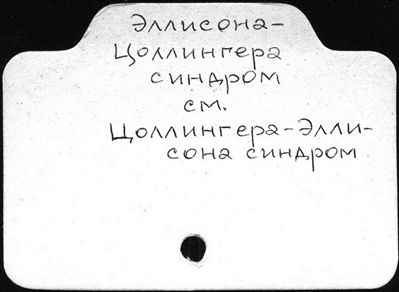 Эллисона-
Цоллингера
синдром
см.
Цоллингера-Элли-
сона синдром